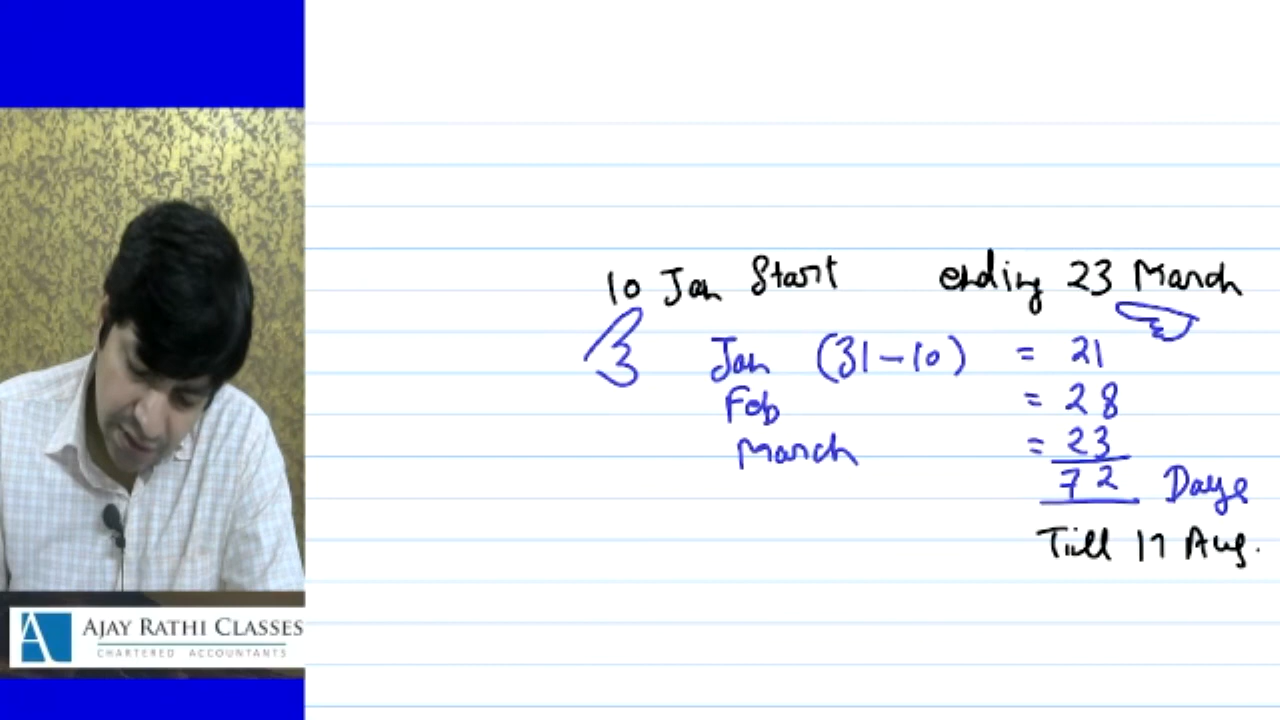 10 Jan Start ending 23 March
Jan (31-10) = 21
Feb = 28
March = 23
72 Days
Till 17 Aug.
AJAY RATHI CLASSES
CHARTERED ACCOUNTANTS